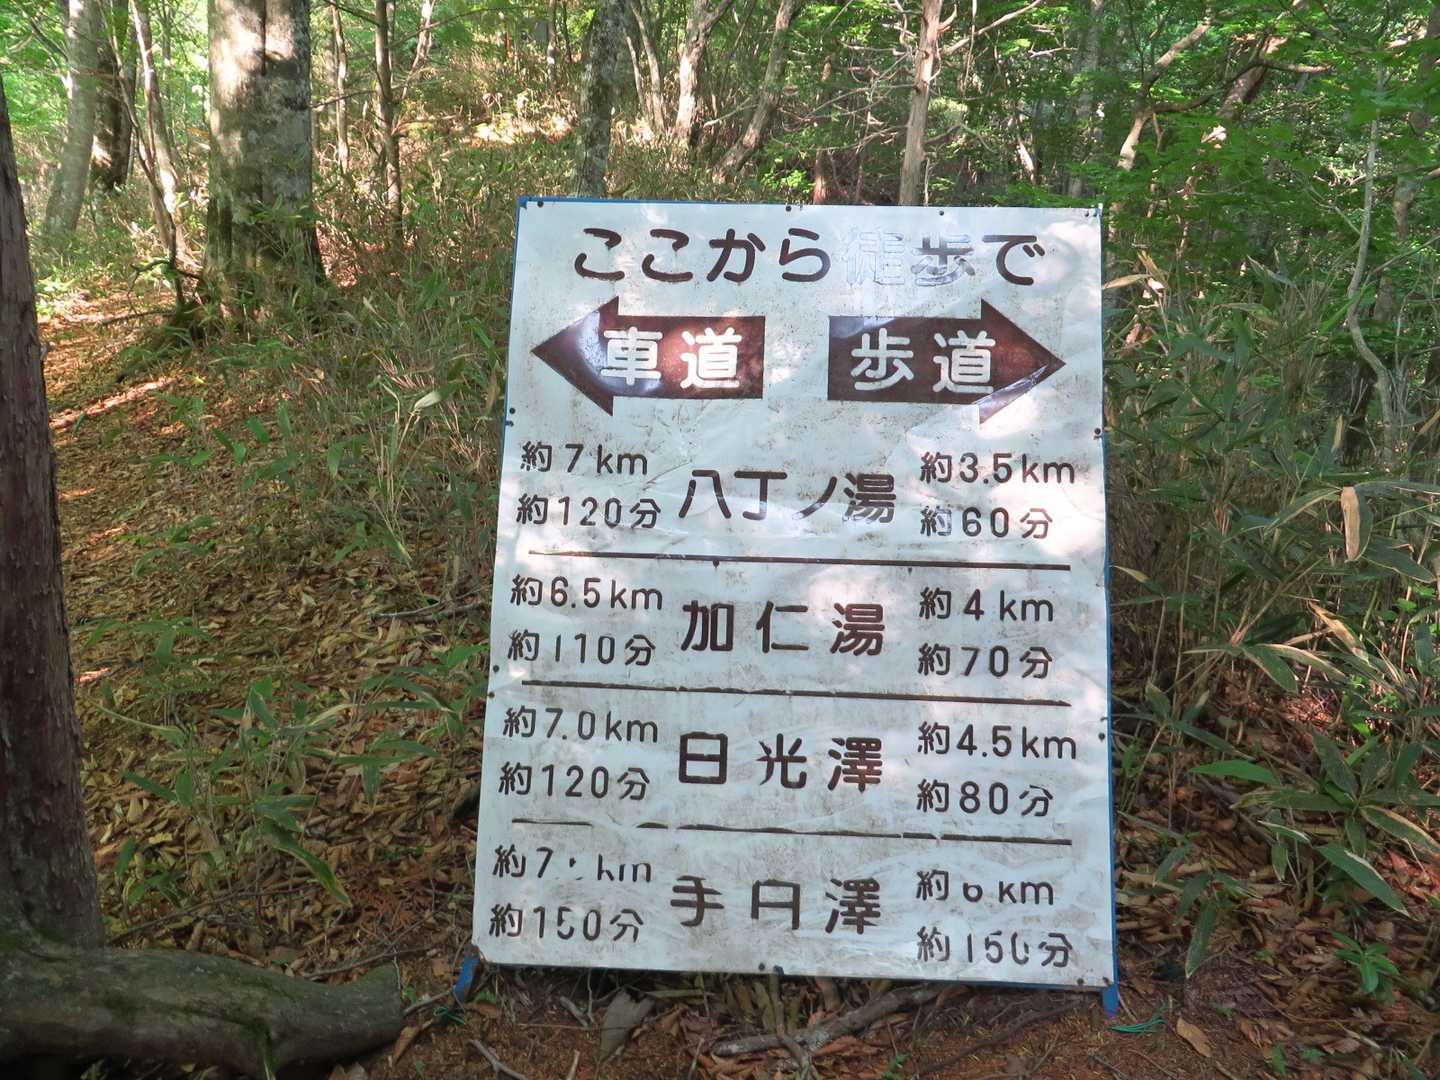 ここから徒歩で
車道 歩道
約7km 八丁ノ湯 約3.5km
約120分 約60分
約6.5km 加仁湯 約4km
約110分 約70分
約7.0km 日光澤 約4.5km
約120分 約80分
手白澤
約150分 約150分